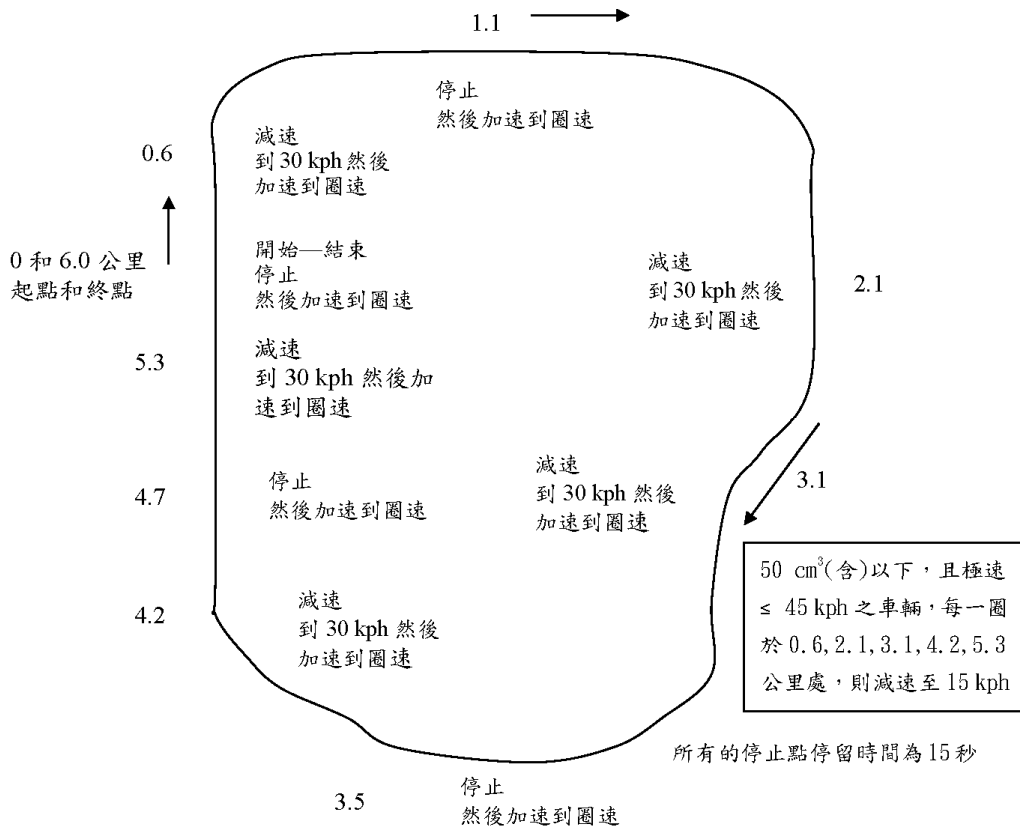 1.1
停止
然後加速到圈速
減速
到 30 kph 然後
加速到圈速
0.6
開始—結束
停止
然後加速到圈速
0 和 6.0 公里
起點和終點
減速
到 30 kph 然後
加速到圈速
2.1
5.3
減速
到 30 kph 然後加
速到圈速
3.1
減速
到 30 kph 然後
加速到圈速
4.7
停止
然後加速到圈速
50 cm³(含)以下，且極速
≤ 45 kph 之車輛，每一圈
於 0.6, 2.1, 3.1, 4.2, 5.3
公里處，則減速至 15 kph
4.2
減速
到 30 kph 然後
加速到圈速
所有的停止點停留時間為 15 秒
3.5
停止
然後加速到圈速